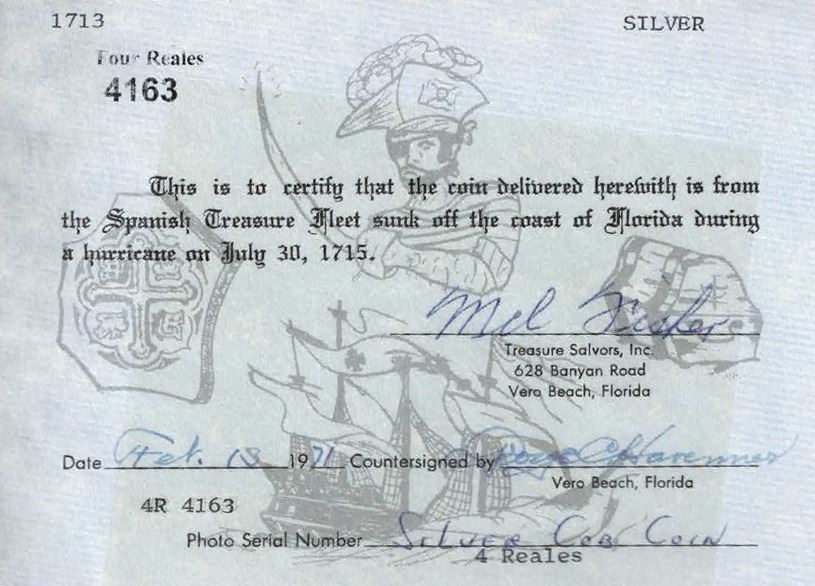 1713 SILVER
Four Reales
4163
This is to certify that the coin delivered herewith is from
the Spanish Treasure Fleet sunk off the coast of Florida during
a hurricane on July 30, 1715.
Mel Fisher
Treasure Salvors, Inc.
628 Banyan Road
Vero Beach, Florida
Date Feb. 13 1971 Countersigned by
Vero Beach, Florida
4R 4163
Photo Serial Number Silver Cob Coin
4 Reales